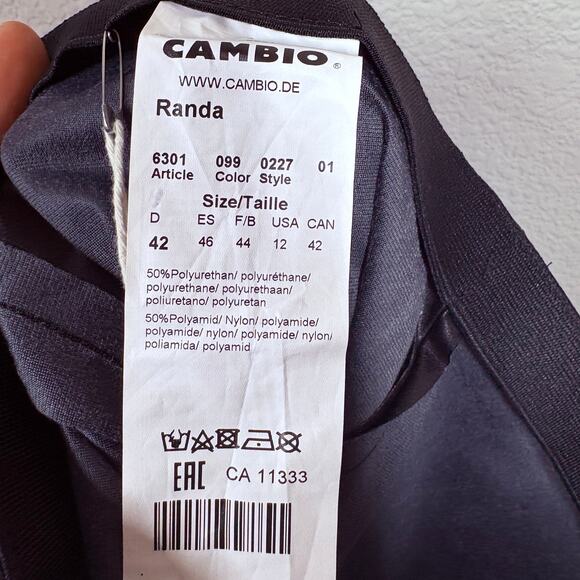 CAMBIO®
WWW.CAMBIO.DE
Randa
6301 099 0227 01
Article Color Style
Size/Taille
D ES F/B USA CAN
42 46 44 12 42
50%Polyurethan/ polyuréthane/
polyurethane/ polyurethaan/
poliuretano/ polyuretan
50%Polyamid/ Nylon/ polyamide/
polyamide/ nylon/ polyamide/ nylon/
poliamida/ polyamid
EAC CA 11333